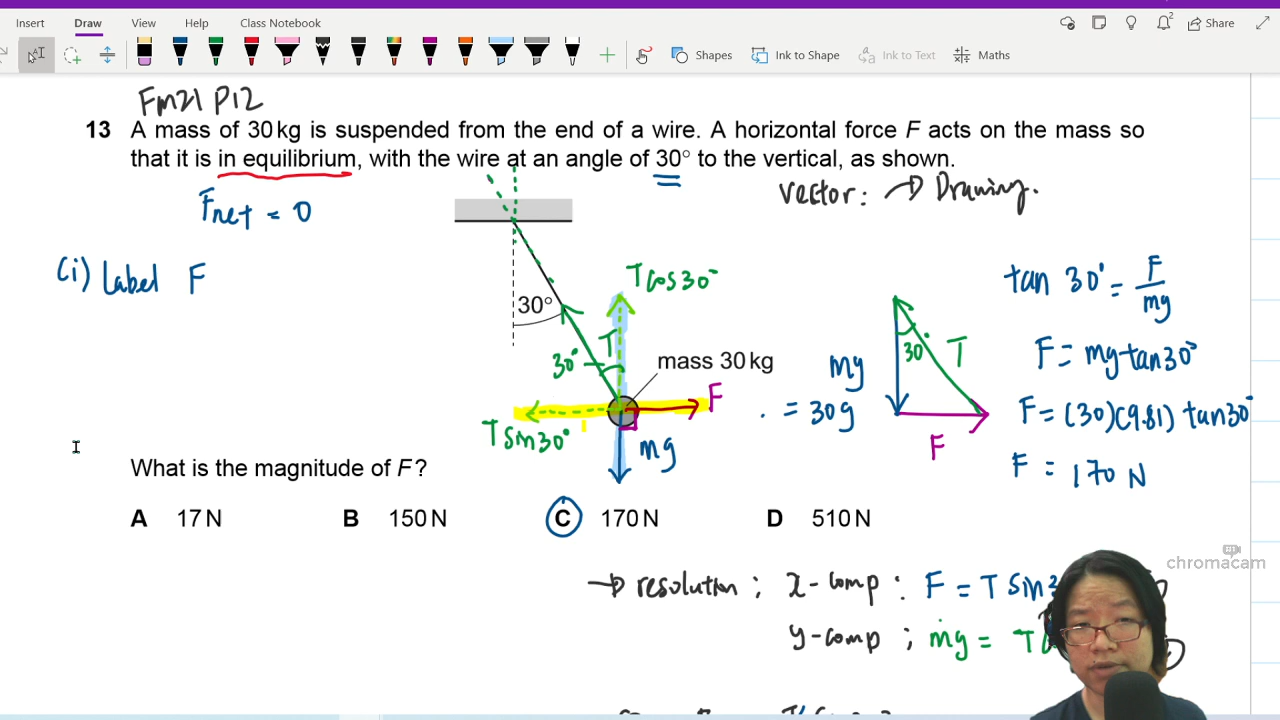 Insert Draw View Help Class Notebook
2 Share
Shapes Ink to Shape Ink to Text Maths
Fm21 P12
13 A mass of 30 kg is suspended from the end of a wire. A horizontal force F acts on the mass so
that it is in equilibrium, with the wire at an angle of 30° to the vertical, as shown.
Fnet = 0
vector: → Drawing.
(i) Label F
T cos 30°
30°
30°
T
mass 30 kg
F
T sin 30°
mg
mg
= 30g
30°
T
F
tan 30° = F/mg
F = mg tan 30°
F = (30)(9.81) tan 30°
F = 170 N
What is the magnitude of F?
A 17 N B 150 N C 170 N D 510 N
chromacam
→ resolution ; x-comp : F = T sin
y-comp ; mg = T